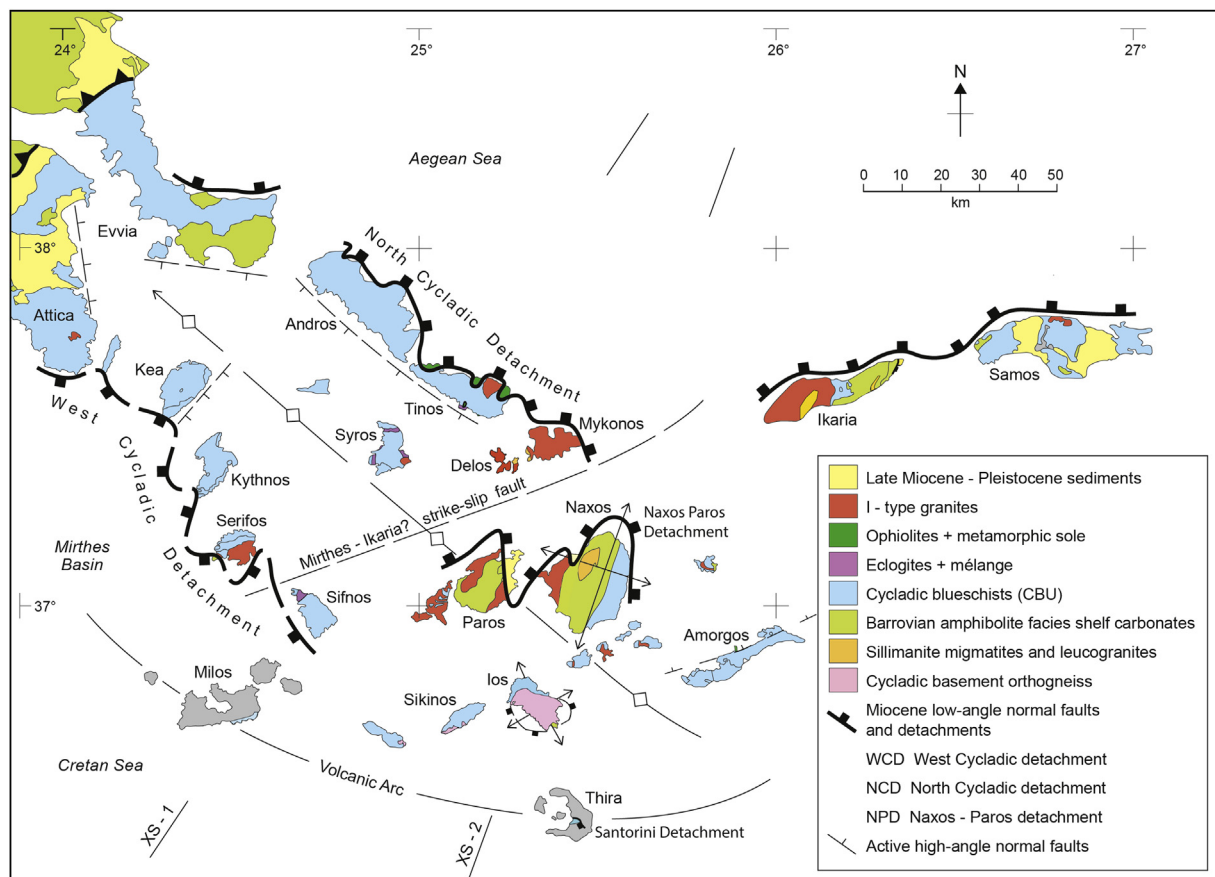 24°
25°
26°
27°
N
Aegean Sea
0 10 20 30 40 50
km
Evvia
38°
38°
North Cycladic Detachment
Attica
Andros
Samos
Kea
Ikaria
West Cycladic Detachment
Tinos
Mykonos
Syros
Delos
Kythnos
Mirthes - Ikaria? strike-slip fault
Naxos
Naxos Paros
Detachment
Serifos
Mirthes
Basin
37°
Sifnos
Paros
Amorgos
Milos
Ios
Sikinos
Cretan Sea
Volcanic Arc
Thira
Santorini Detachment
XS - 1
XS - 2
Late Miocene - Pleistocene sediments
I - type granites
Ophiolites + metamorphic sole
Eclogites + mélange
Cycladic blueschists (CBU)
Barrovian amphibolite facies shelf carbonates
Sillimanite migmatites and leucogranites
Cycladic basement orthogneiss
Miocene low-angle normal faults
and detachments
WCD West Cycladic detachment
NCD North Cycladic detachment
NPD Naxos - Paros detachment
Active high-angle normal faults